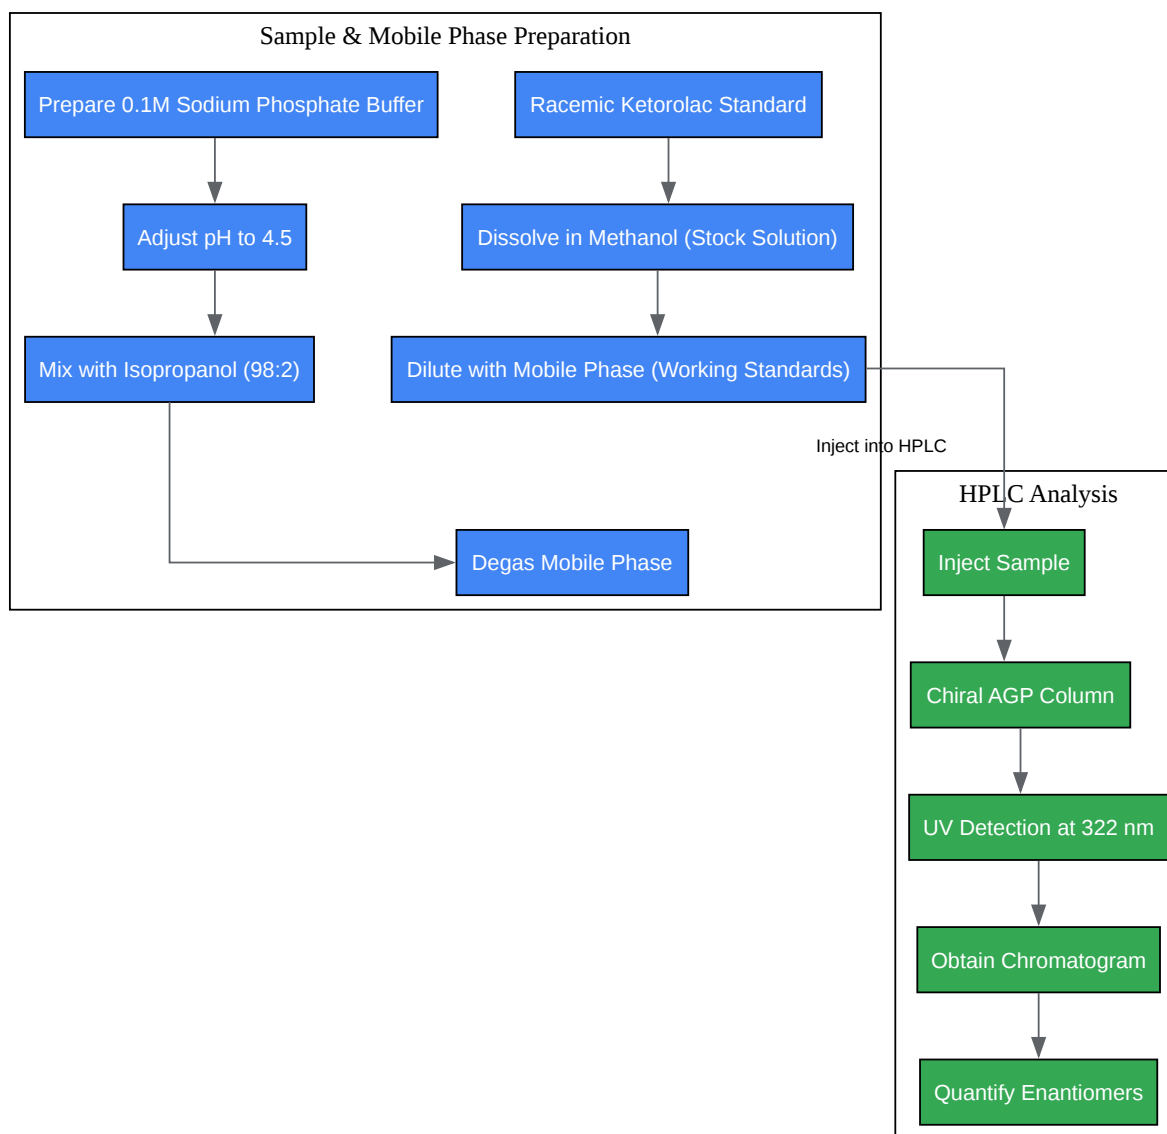 Sample & Mobile Phase Preparation
Prepare 0.1M Sodium Phosphate Buffer
Racemic Ketorolac Standard
Adjust pH to 4.5
Dissolve in Methanol (Stock Solution)
Mix with Isopropanol (98:2)
Dilute with Mobile Phase (Working Standards)
Inject into HPLC
Degas Mobile Phase
HPLC Analysis
Inject Sample
Chiral AGP Column
UV Detection at 322 nm
Obtain Chromatogram
Quantify Enantiomers